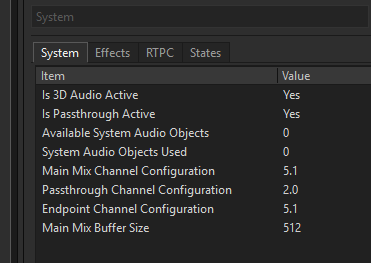 System
System Effects RTPC States
Item Value
Is 3D Audio Active Yes
Is Passthrough Active Yes
Available System Audio Objects 0
System Audio Objects Used 0
Main Mix Channel Configuration 5.1
Passthrough Channel Configuration 2.0
Endpoint Channel Configuration 5.1
Main Mix Buffer Size 512